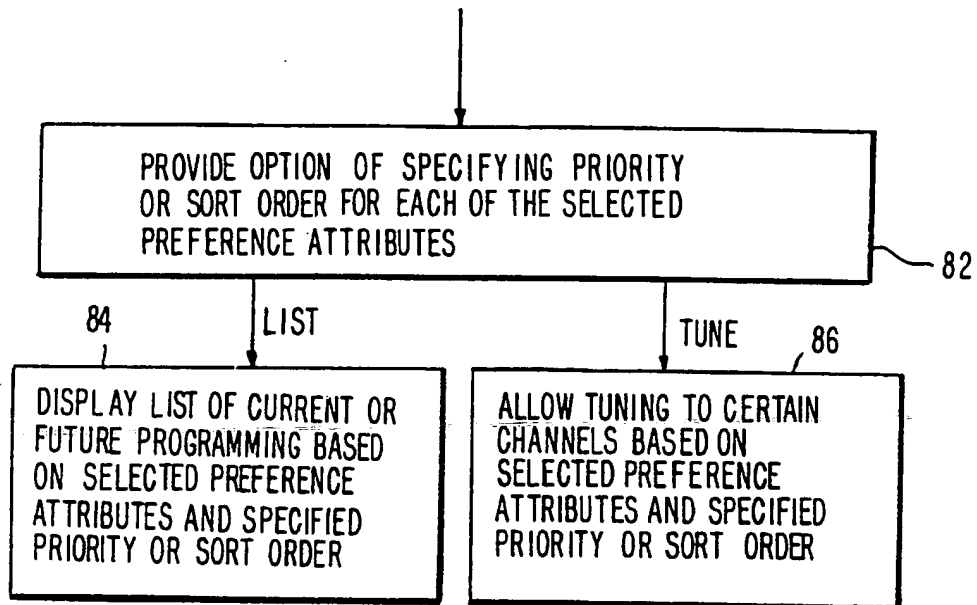 PROVIDE OPTION OF SPECIFYING PRIORITY
OR SORT ORDER FOR EACH OF THE SELECTED
PREFERENCE ATTRIBUTES
82
LIST
TUNE
84
86
DISPLAY LIST OF CURRENT OR
FUTURE PROGRAMMING BASED
ON SELECTED PREFERENCE
ATTRIBUTES AND SPECIFIED
PRIORITY OR SORT ORDER
ALLOW TUNING TO CERTAIN
CHANNELS BASED ON
SELECTED PREFERENCE
ATTRIBUTES AND SPECIFIED
PRIORITY OR SORT ORDER